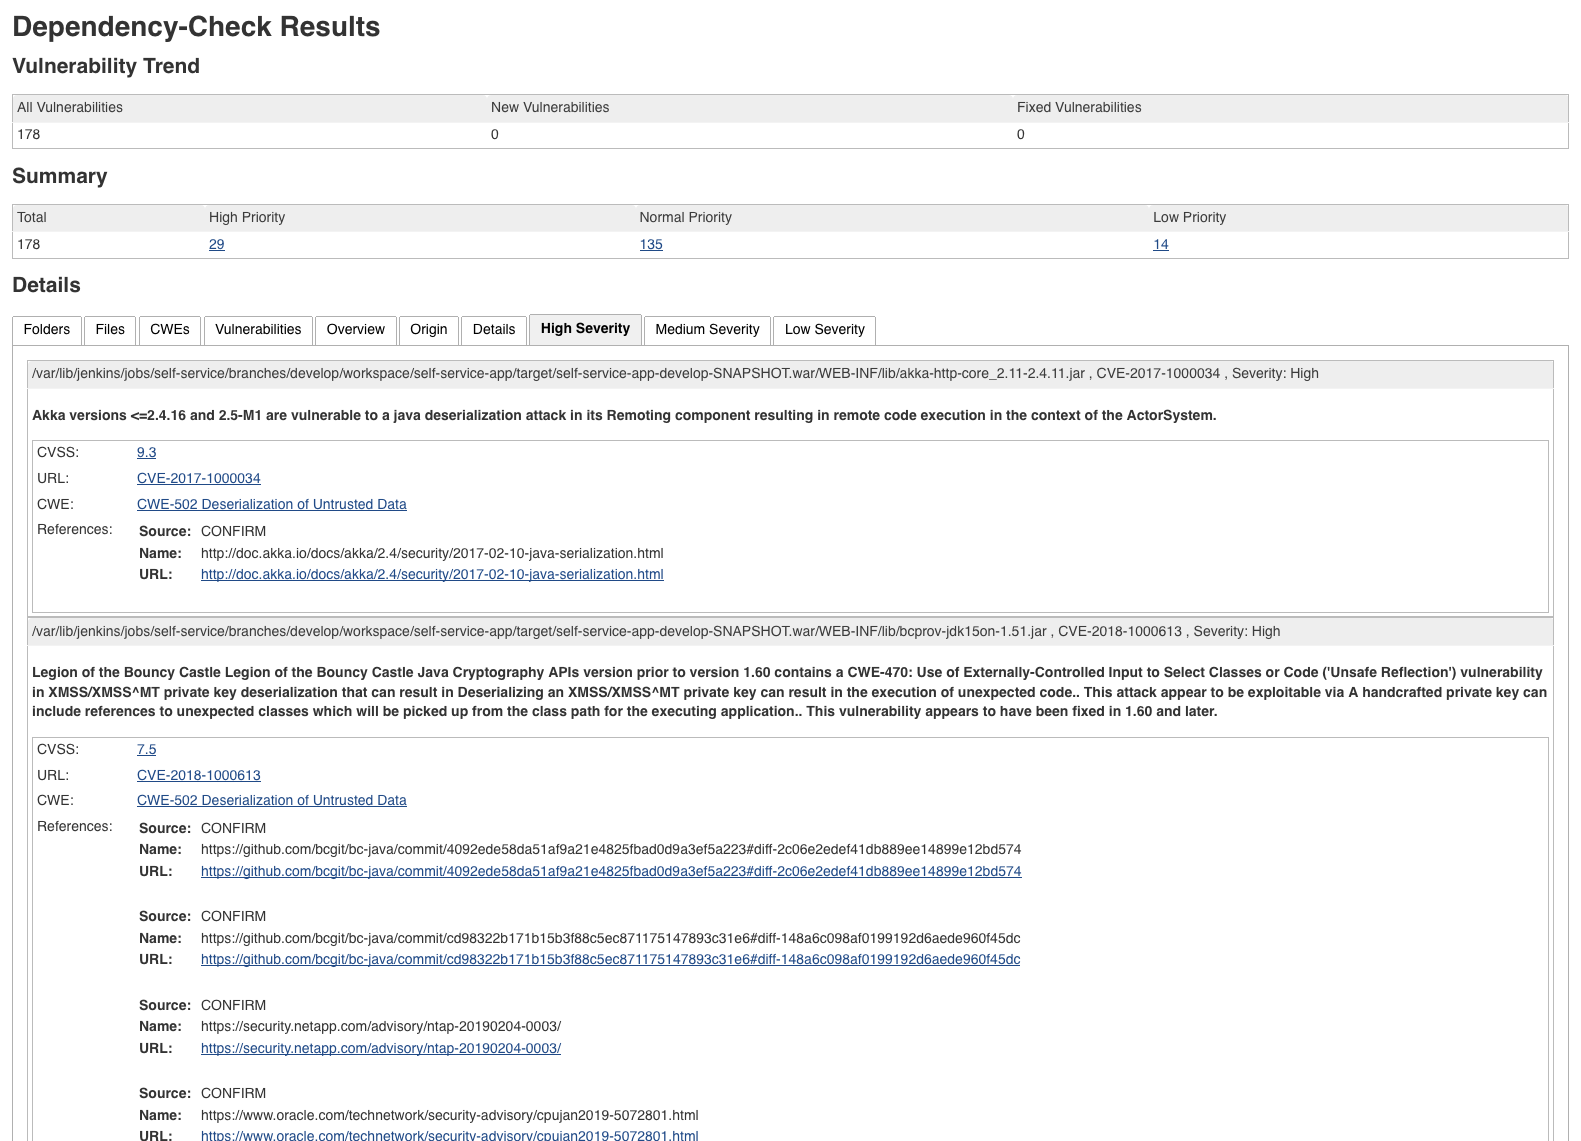 Dependency-Check Results
Vulnerability Trend
All Vulnerabilities New Vulnerabilities Fixed Vulnerabilities
178 0 0
Summary
Total High Priority Normal Priority Low Priority
178 29 135 14
Details
Folders Files CWEs Vulnerabilities Overview Origin Details High Severity Medium Severity Low Severity
/var/lib/jenkins/jobs/self-service/branches/develop/workspace/self-service-app/target/self-service-app-develop-SNAPSHOT.war/WEB-INF/lib/akka-http-core_2.11-2.4.11.jar , CVE-2017-1000034 , Severity: High
Akka versions <=2.4.16 and 2.5-M1 are vulnerable to a java deserialization attack in its Remoting component resulting in remote code execution in the context of the ActorSystem.
CVSS: 9.3
URL: CVE-2017-1000034
CWE: CWE-502 Deserialization of Untrusted Data
References: Source: CONFIRM
Name: http://doc.akka.io/docs/akka/2.4/security/2017-02-10-java-serialization.html
URL: http://doc.akka.io/docs/akka/2.4/security/2017-02-10-java-serialization.html
/var/lib/jenkins/jobs/self-service/branches/develop/workspace/self-service-app/target/self-service-app-develop-SNAPSHOT.war/WEB-INF/lib/bcprov-jdk15on-1.51.jar , CVE-2018-1000613 , Severity: High
Legion of the Bouncy Castle Legion of the Bouncy Castle Java Cryptography APIs version prior to version 1.60 contains a CWE-470: Use of Externally-Controlled Input to Select Classes or Code ('Unsafe Reflection') vulnerability
in XMSS/XMSS^MT private key deserialization that can result in Deserializing an XMSS/XMSS^MT private key can result in the execution of unexpected code.. This attack appear to be exploitable via A handcrafted private key can
include references to unexpected classes which will be picked up from the class path for the executing application.. This vulnerability appears to have been fixed in 1.60 and later.
CVSS: 7.5
URL: CVE-2018-1000613
CWE: CWE-502 Deserialization of Untrusted Data
References: Source: CONFIRM
Name: https://github.com/bcgit/bc-java/commit/4092ede58da51af9a21e4825fbad0d9a3ef5a223#diff-2c06e2edef41db889ee14899e12bd574
URL: https://github.com/bcgit/bc-java/commit/4092ede58da51af9a21e4825fbad0d9a3ef5a223#diff-2c06e2edef41db889ee14899e12bd574
Source: CONFIRM
Name: https://github.com/bcgit/bc-java/commit/cd98322b171b15b3f88c5ec871175147893c31e6#diff-148a6c098af0199192d6aede960f45dc
URL: https://github.com/bcgit/bc-java/commit/cd98322b171b15b3f88c5ec871175147893c31e6#diff-148a6c098af0199192d6aede960f45dc
Source: CONFIRM
Name: https://security.netapp.com/advisory/ntap-20190204-0003/
URL: https://security.netapp.com/advisory/ntap-20190204-0003/
Source: CONFIRM
Name: https://www.oracle.com/technetwork/security-advisory/cpujan2019-5072801.html
URL: https://www.oracle.com/technetwork/security-advisory/cpujan2019-5072801.html